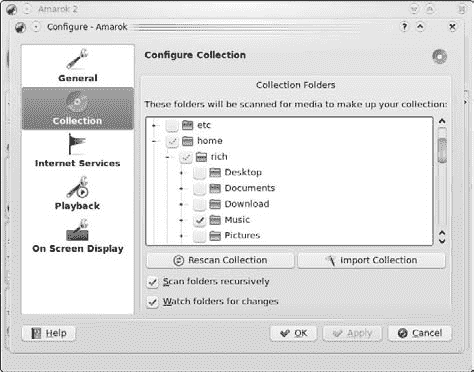 Amarok 2
Configure - Amarok
General
Collection
Internet Services
Playback
On Screen Display
Configure Collection
Collection Folders
These folders will be scanned for media to make up your collection:
etc
home
rich
Desktop
Documents
Download
Music
Pictures
Rescan Collection
Import Collection
Scan folders recursively
Watch folders for changes
Help
OK
Apply
Cancel